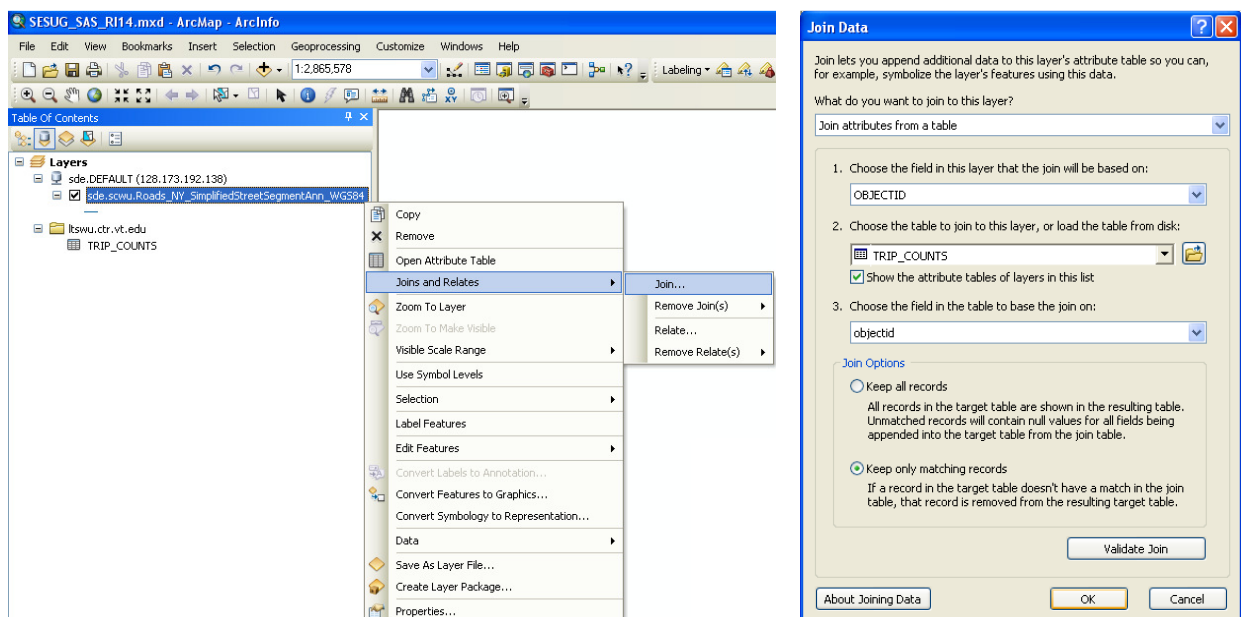 SESUG_SAS_RI14.mxd - ArcMap - ArcInfo
File Edit View Bookmarks Insert Selection Geoprocessing Customize Windows Help
1:2,865,578
Labeling
Table Of Contents
Layers
sde.DEFAULT (128.173.192.138)
sde.scwu.Roads_NY_SimplifiedStreetSegmentAnn_WGS84
ltswu.ctr.vt.edu
TRIP_COUNTS
Copy
Remove
Open Attribute Table
Joins and Relates
Zoom To Layer
Zoom To Make Visible
Visible Scale Range
Use Symbol Levels
Selection
Label Features
Edit Features
Convert Labels to Annotation...
Convert Features to Graphics...
Convert Symbology to Representation...
Data
Save As Layer File...
Create Layer Package...
Properties...
Join...
Remove Join(s)
Relate...
Remove Relate(s)
Join Data
Join lets you append additional data to this layer's attribute table so you can,
for example, symbolize the layer's features using this data.
What do you want to join to this layer?
Join attributes from a table
1. Choose the field in this layer that the join will be based on:
OBJECTID
2. Choose the table to join to this layer, or load the table from disk:
TRIP_COUNTS
Show the attribute tables of layers in this list
3. Choose the field in the table to base the join on:
objectid
Join Options
Keep all records
All records in the target table are shown in the resulting table.
Unmatched records will contain null values for all fields being
appended into the target table from the join table.
Keep only matching records
If a record in the target table doesn't have a match in the join
table, that record is removed from the resulting target table.
Validate Join
About Joining Data
OK
Cancel